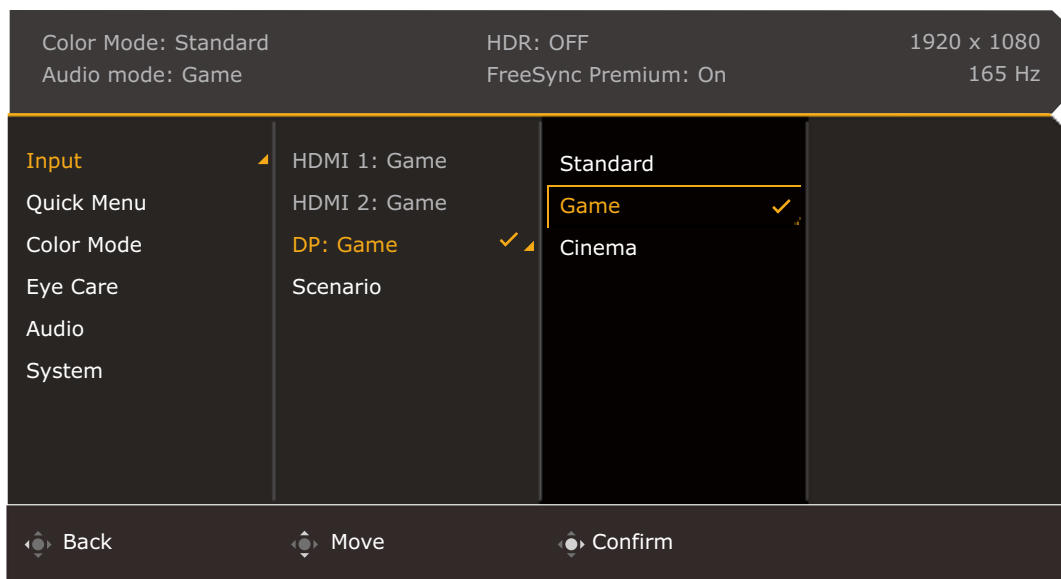 Color Mode: Standard
Audio mode: Game
HDR: OFF
FreeSync Premium: On
1920 x 1080
165 Hz
Input
Quick Menu
Color Mode
Eye Care
Audio
System
HDMI 1: Game
HDMI 2: Game
DP: Game
Scenario
Standard
Game
Cinema
Back
Move
Confirm